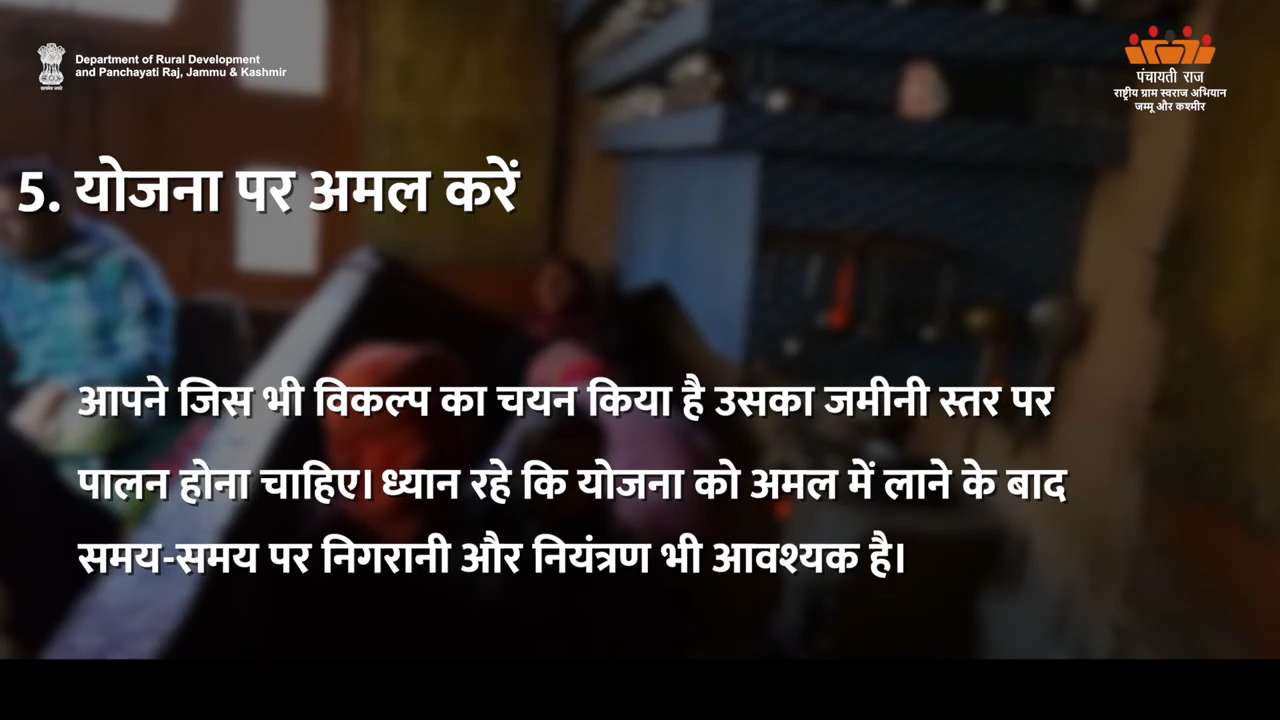 Department of Rural Development
and Panchayati Raj, Jammu & Kashmir
पंचायती राज
राष्ट्रीय ग्राम स्वराज अभियान
जम्मू और कश्मीर
5. योजना पर अमल करें
आपने जिस भी विकल्प का चयन किया है उसका जमीनी स्तर पर
पालन होना चाहिए। ध्यान रहे कि योजना को अमल में लाने के बाद
समय-समय पर निगरानी और नियंत्रण भी आवश्यक है।